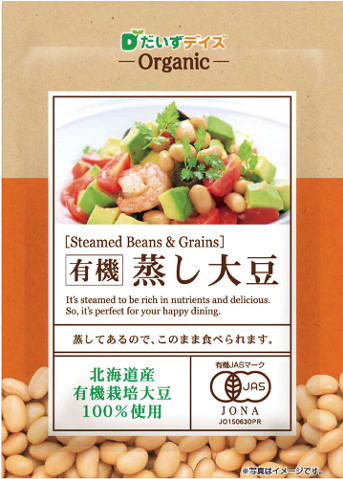 だいずデイズ
Organic
[Steamed Beans & Grains]
有機 蒸し大豆
It's steamed to be rich in nutrients and delicious.
So, it's perfect for your happy dining.
蒸してあるので、このまま食べられます。
北海道産
有機栽培大豆
100%使用
有機JASマーク
JAS
JONA
JO150630PR
※写真はイメージです。